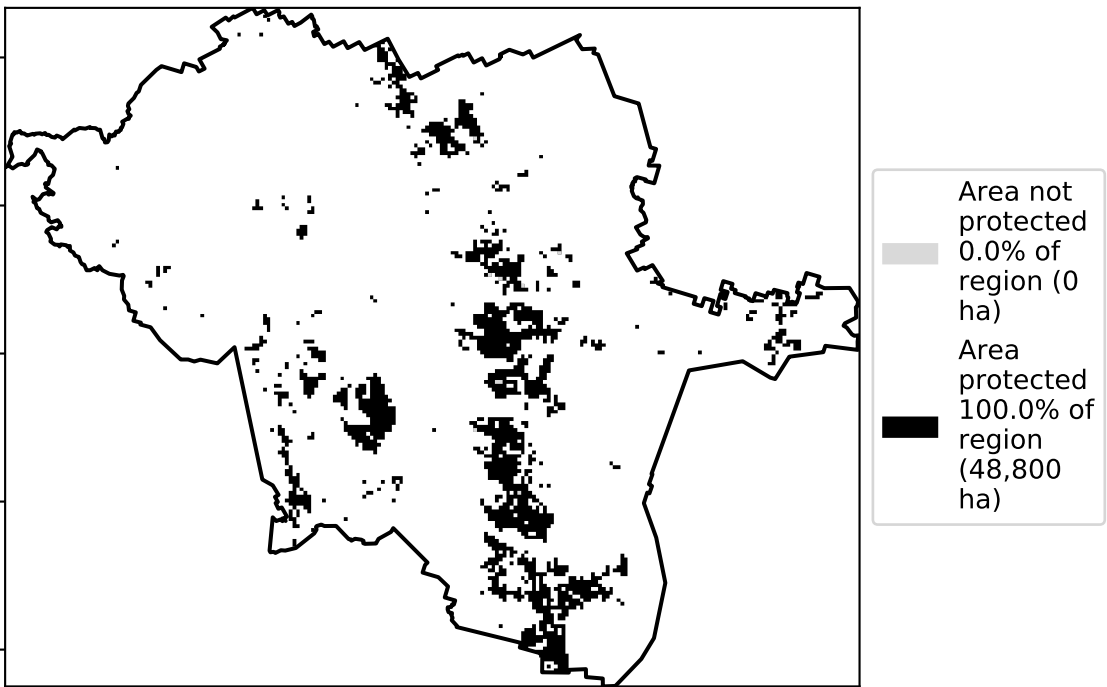 Area not
protected
0.0% of
region (0
ha)
Area
protected
100.0% of
region
(48,800
ha)